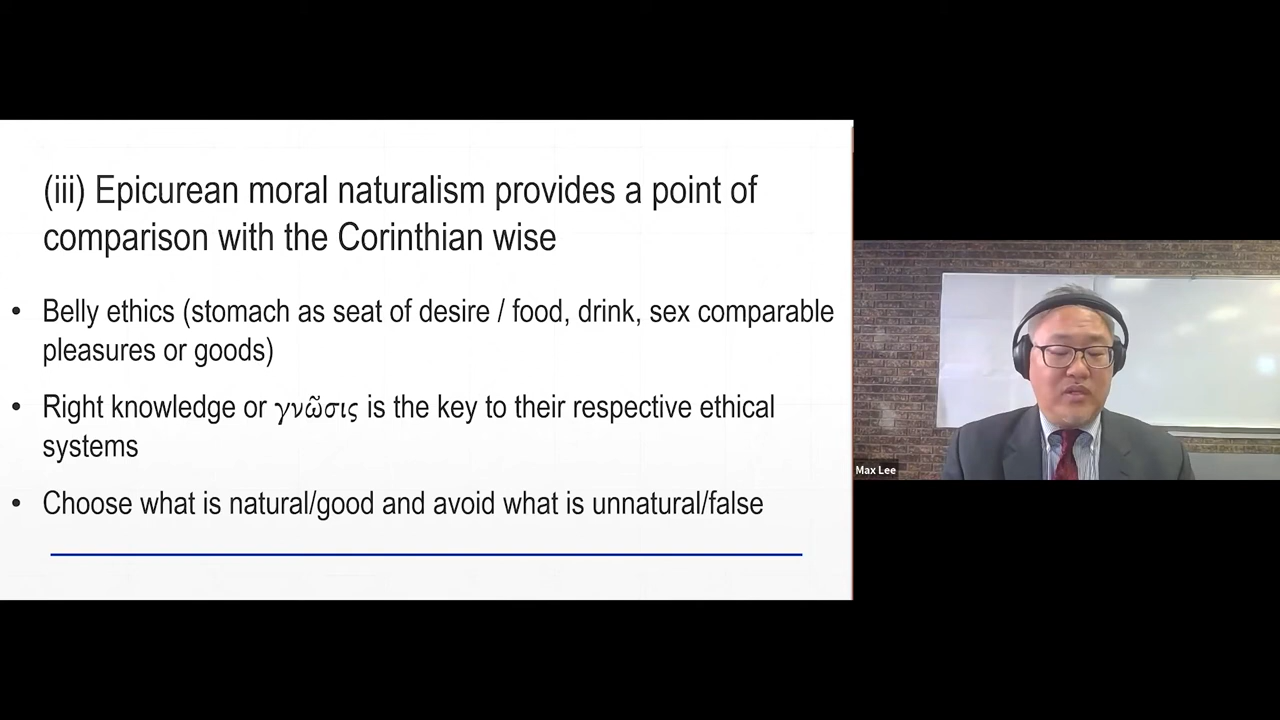 (iii) Epicurean moral naturalism provides a point of
comparison with the Corinthian wise
• Belly ethics (stomach as seat of desire / food, drink, sex comparable
pleasures or goods)
• Right knowledge or γνῶσις is the key to their respective ethical
systems
• Choose what is natural/good and avoid what is unnatural/false
Max Lee